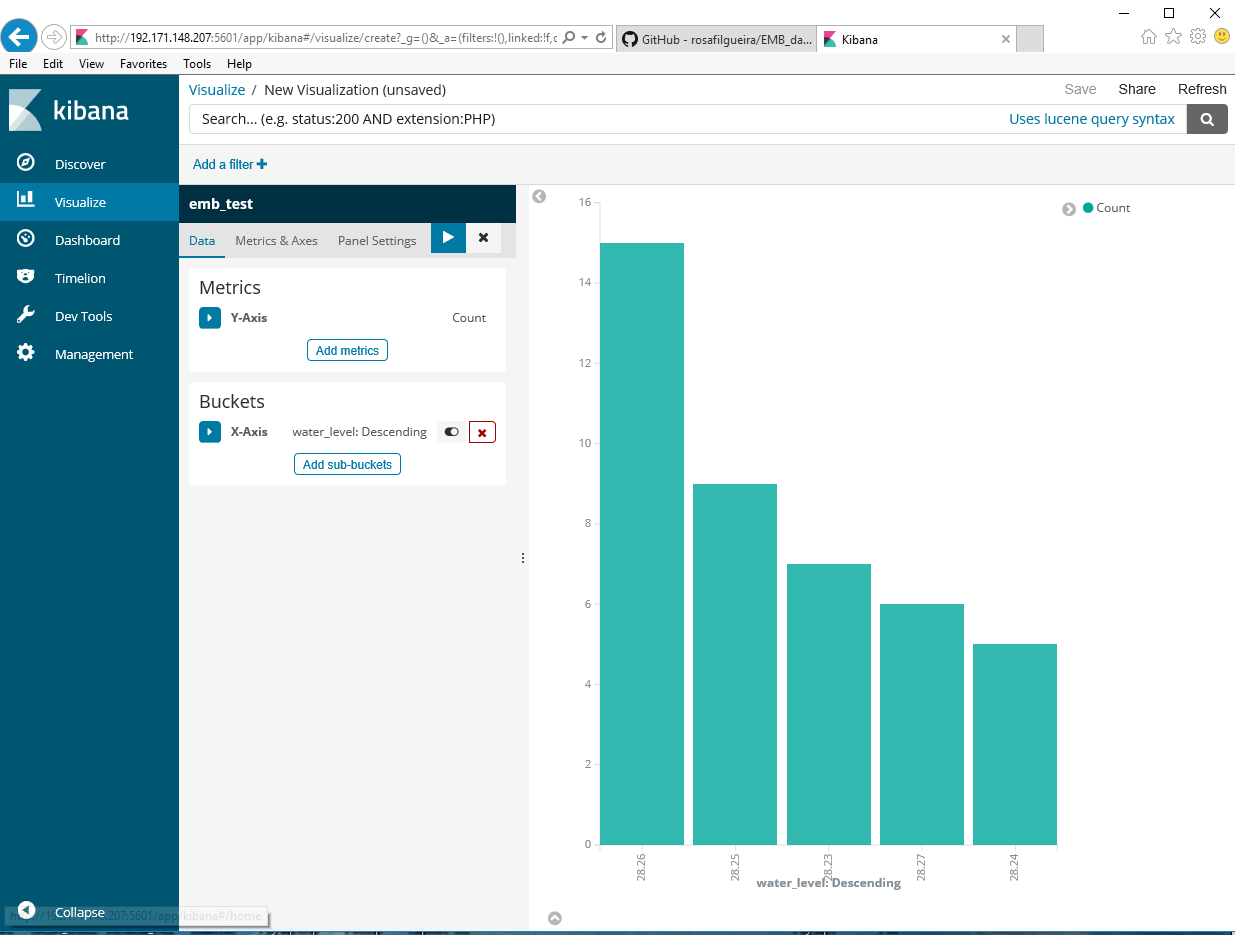 http://192.171.148.207:5601/app/kibana#/visualize/create?_g=()&_a=(filters:!(),linked:!f,c
GitHub - rosafilgueira/EMB_da...
Kibana
File Edit View Favorites Tools Help
kibana
Visualize / New Visualization (unsaved)
Save Share Refresh
Search... (e.g. status:200 AND extension:PHP)
Uses lucene query syntax
Add a filter
Discover
Visualize
Dashboard
Timelion
Dev Tools
Management
Collapse
http://192.171.148.207:5601/app/kibana#/home
emb_test
Data Metrics & Axes Panel Settings
Metrics
Y-Axis Count
Add metrics
Buckets
X-Axis water_level: Descending
Add sub-buckets
16
14
12
10
8
6
4
2
0
28.26
28.25
28.23
28.27
28.24
water_level: Descending
Count